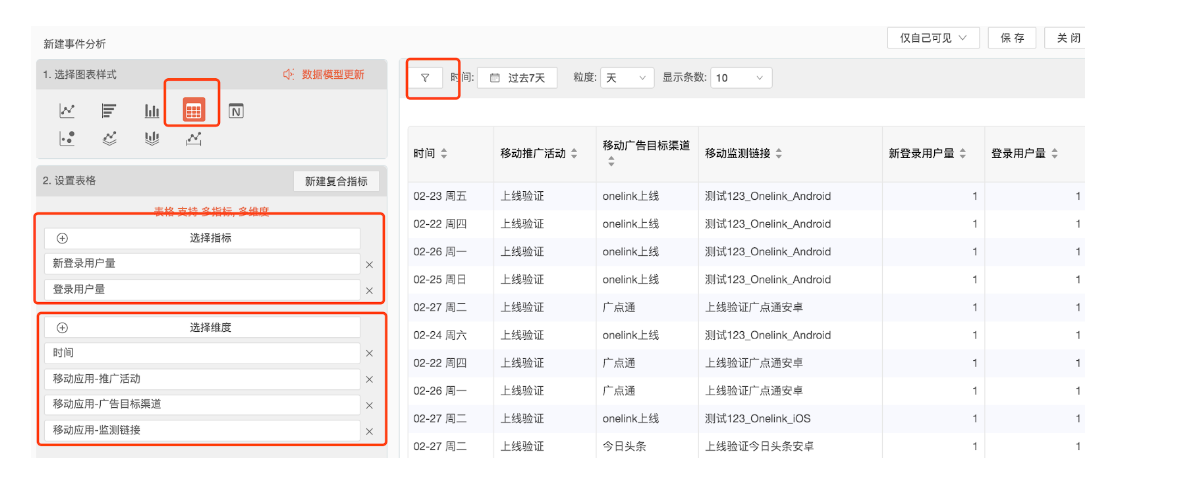 新建事件分析
仅自己可见 保存 关闭
1. 选择图表样式 数据模型更新
时间: 过去7天 粒度: 天 显示条数: 10
N
2. 设置表格 新建复合指标
表格 支持 多指标, 多维度
选择指标
新登录用户量 ×
登录用户量 ×
选择维度
时间 ×
移动应用-推广活动 ×
移动应用-广告目标渠道 ×
移动应用-监测链接 ×
时间 移动推广活动 移动广告目标渠道 移动监测链接 新登录用户量 登录用户量
02-23 周五 上线验证 onelink上线 测试123_Onelink_Android 1 1
02-22 周四 上线验证 onelink上线 测试123_Onelink_Android 1 1
02-26 周一 上线验证 onelink上线 测试123_Onelink_Android 1 1
02-25 周日 上线验证 onelink上线 测试123_Onelink_Android 1 1
02-27 周二 上线验证 广点通 上线验证广点通安卓 1 1
02-24 周六 上线验证 onelink上线 测试123_Onelink_Android 1 1
02-22 周四 上线验证 广点通 上线验证广点通安卓 1 1
02-26 周一 上线验证 广点通 上线验证广点通安卓 1 1
02-27 周二 上线验证 onelink上线 测试123_Onelink_iOS 1 1
02-27 周二 上线验证 今日头条 上线验证今日头条安卓 1 1